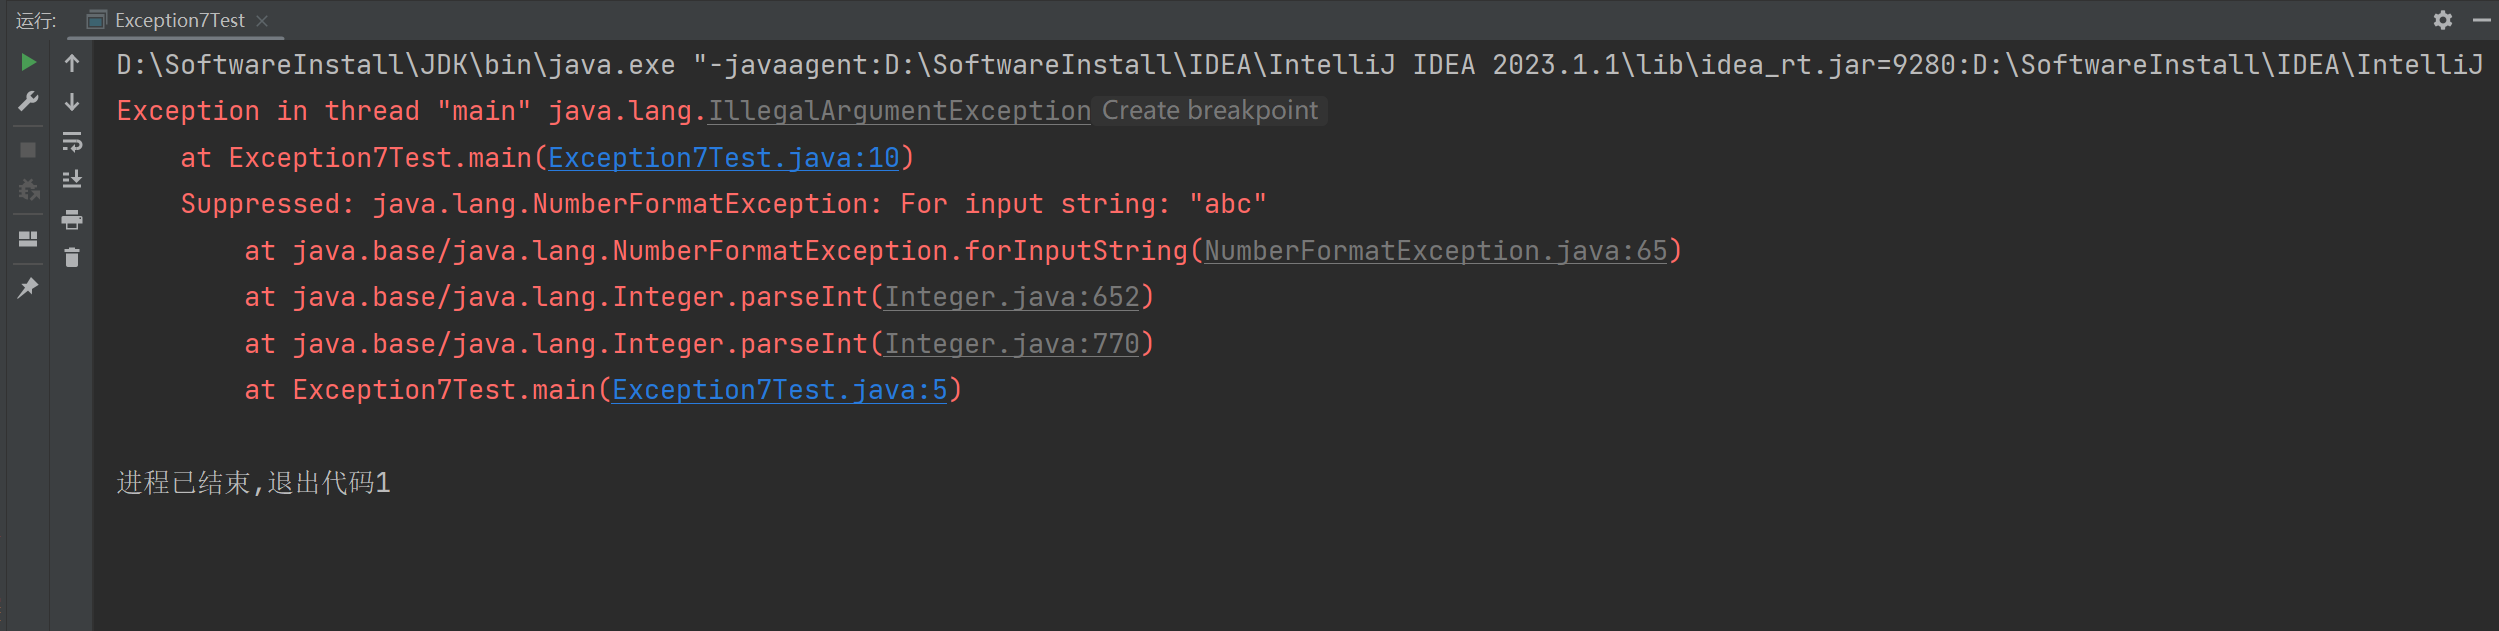 运行: Exception7Test
D:\SoftwareInstall\JDK\bin\java.exe "-javaagent:D:\SoftwareInstall\IDEA\IntelliJ IDEA 2023.1.1\lib\idea_rt.jar=9280:D:\SoftwareInstall\IDEA\IntelliJ
Exception in thread "main" java.lang.IllegalArgumentException Create breakpoint
at Exception7Test.main(Exception7Test.java:10)
Suppressed: java.lang.NumberFormatException: For input string: "abc"
at java.base/java.lang.NumberFormatException.forInputString(NumberFormatException.java:65)
at java.base/java.lang.Integer.parseInt(Integer.java:652)
at java.base/java.lang.Integer.parseInt(Integer.java:770)
at Exception7Test.main(Exception7Test.java:5)
进程已结束,退出代码1